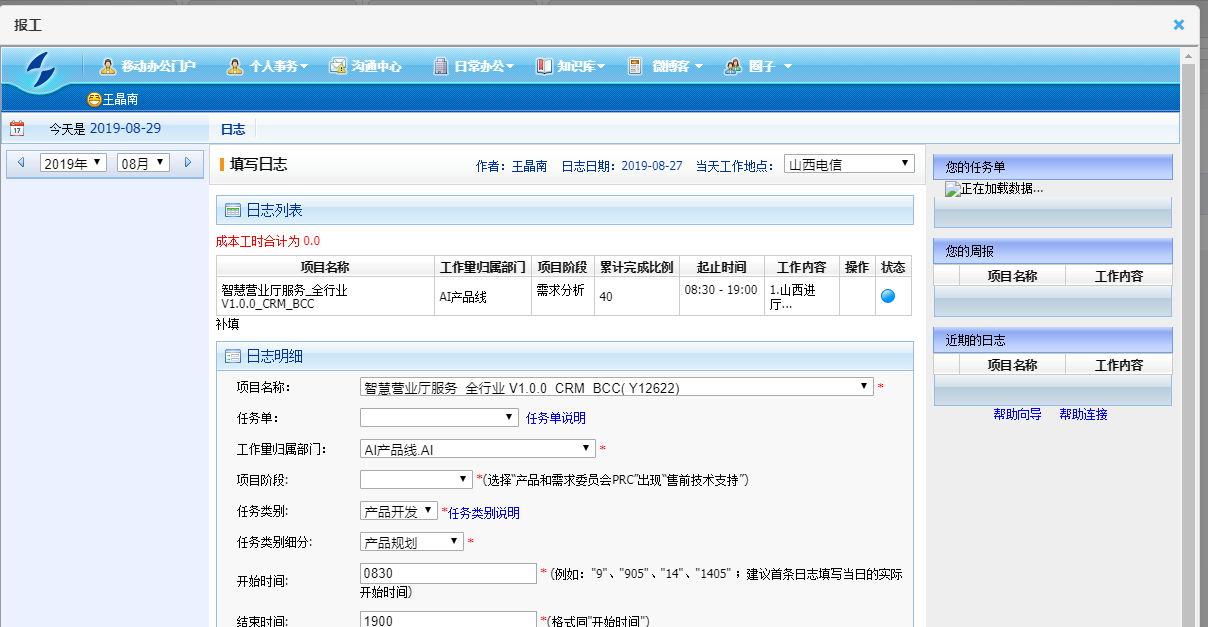 报工
移动办公门户 个人事务 沟通中心 日常办公 知识库 微博客 圈子
王晶南
17 今天是 2019-08-29 日志
2019年 08月
填写日志 作者：王晶南 日志日期：2019-08-27 当天工作地点： 山西电信
日志列表
成本工时合计为 0.0
项目名称 工作量归属部门 项目阶段 累计完成比例 起止时间 工作内容 操作 状态
智慧营业厅服务_全行业 V1.0.0_CRM_BCC AI产品线 需求分析 40 08:30 - 19:00 1.山西进厅...
补填
日志明细
项目名称： 智慧营业厅服务_全行业 V1.0.0_CRM_BCC( Y12622) *
任务单： 任务单说明
工作量归属部门： AI产品线.AI *
项目阶段: *(选择"产品和需求委员会PRC"出现"售前技术支持")
任务类别: 产品开发 *任务类别说明
任务类别细分: 产品规划 *
开始时间: 0830 * (例如："9"、"905"、"14"、"1405" ；建议首条日志填写当日的实际
开始时间)
结束时间: 1900 *(格式同"开始时间")
您的任务单
正在加载数据...
您的周报
项目名称 工作内容
近期的日志
项目名称 工作内容
帮助向导 帮助连接